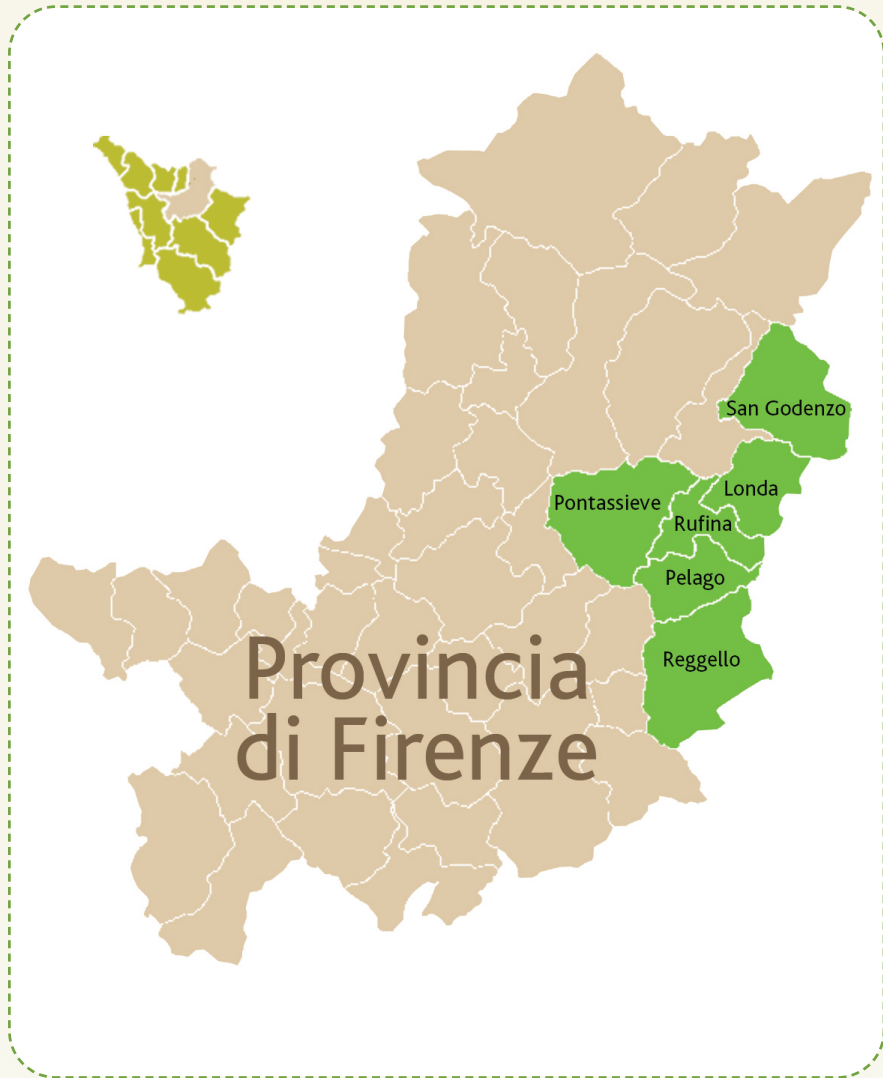 San Godenzo
Londa
Pontassieve
Rufina
Pelago
Reggello
Provincia
di Firenze